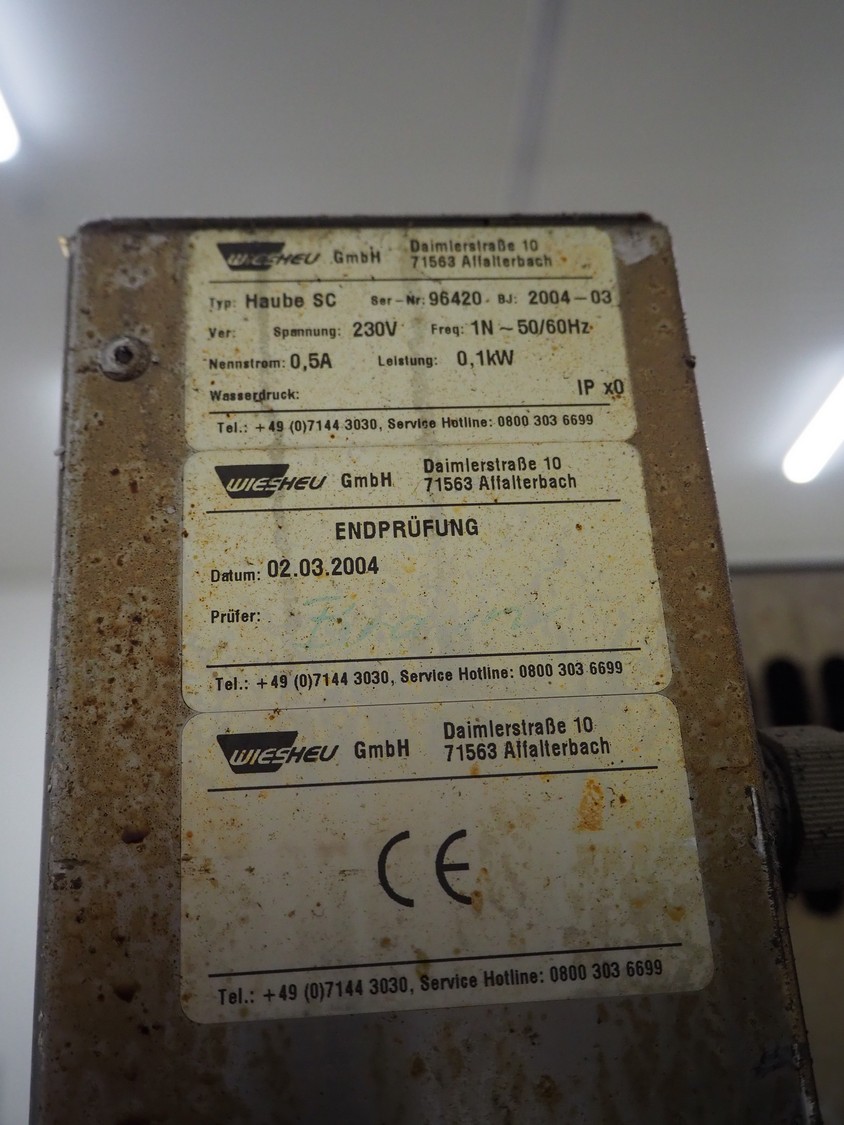 WIESHEU GmbH Daimlerstraße 10
71563 Affalterbach
Typ: Haube SC Ser-Nr: 96420 BJ: 2004-03
Ver: Spannung: 230V Freq: 1N ~ 50/60Hz
Nennstrom: 0,5A Leistung: 0,1kW
Wasserdruck: IP x0
Tel.: +49 (0)7144 3030, Service Hotline: 0800 303 6699
WIESHEU GmbH Daimlerstraße 10
71563 Affalterbach
ENDPRÜFUNG
Datum: 02.03.2004
Prüfer:
Tel.: +49 (0)7144 3030, Service Hotline: 0800 303 6699
WIESHEU GmbH Daimlerstraße 10
71563 Affalterbach
CE
Tel.: +49 (0)7144 3030, Service Hotline: 0800 303 6699